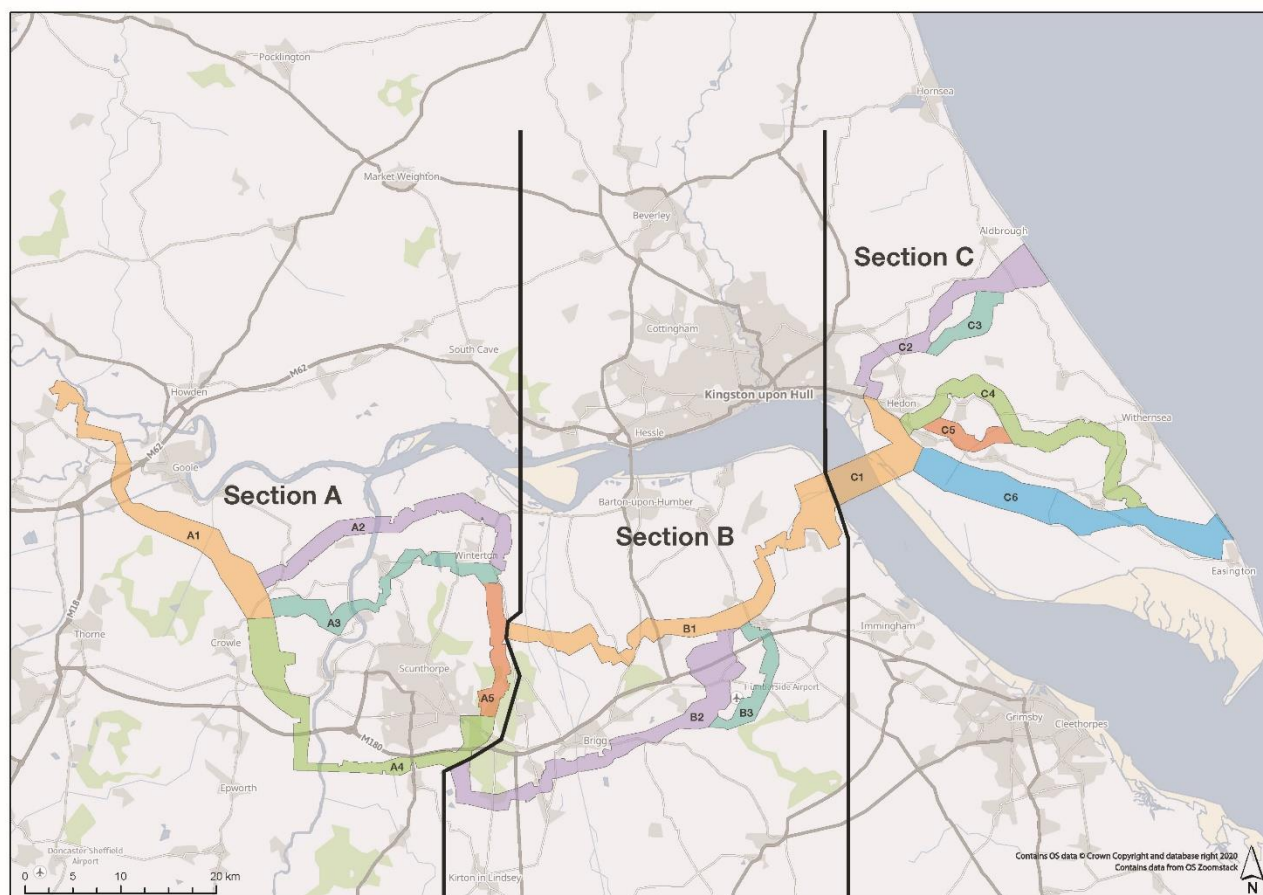 Pocklington
Hornsea
Market Weighton
Beverley
Aldbrough
Section C
C3
Cottingham
South Cave
C2
M62
Howden
Kingston upon Hull
Hedon
C4
Withernsea
C5
Hessle
M62
Goole
Section A
C1
C6
Barton-upon-Humber
A2
A1
Section B
Winterton
Easington
A3
M18
Thorne
Crowle
B1
Immingham
Scunthorpe
A5
Humberside Airport
B2
B3
Grimsby
Cleethorpes
M180
Brigg
A4
Epworth
Doncaster Sheffield
Airport
Kirton in Lindsey
0 5 10 20 km
Contains OS data © Crown Copyright and database right 2020
Contains data from OS Zoomstack
N